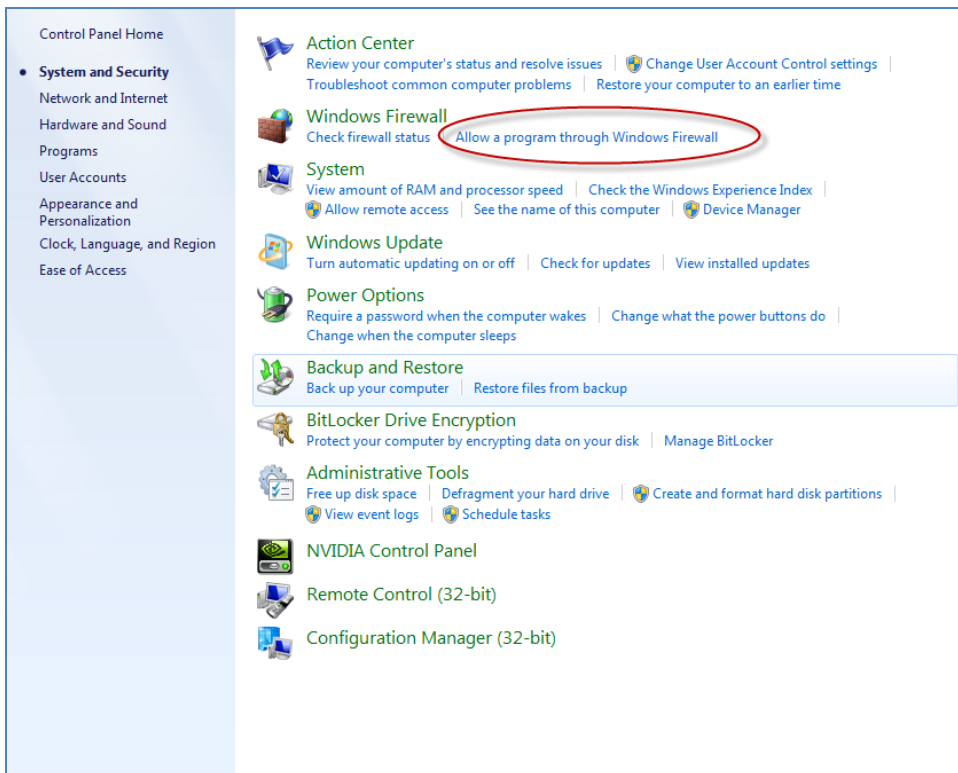 Control Panel Home
System and Security
Network and Internet
Hardware and Sound
Programs
User Accounts
Appearance and
Personalization
Clock, Language, and Region
Ease of Access
Action Center
Review your computer's status and resolve issues Change User Account Control settings
Troubleshoot common computer problems Restore your computer to an earlier time
Windows Firewall
Check firewall status Allow a program through Windows Firewall
System
View amount of RAM and processor speed Check the Windows Experience Index
Allow remote access See the name of this computer Device Manager
Windows Update
Turn automatic updating on or off Check for updates View installed updates
Power Options
Require a password when the computer wakes Change what the power buttons do
Change when the computer sleeps
Backup and Restore
Back up your computer Restore files from backup
BitLocker Drive Encryption
Protect your computer by encrypting data on your disk Manage BitLocker
Administrative Tools
Free up disk space Defragment your hard drive Create and format hard disk partitions
View event logs Schedule tasks
NVIDIA Control Panel
Remote Control (32-bit)
Configuration Manager (32-bit)